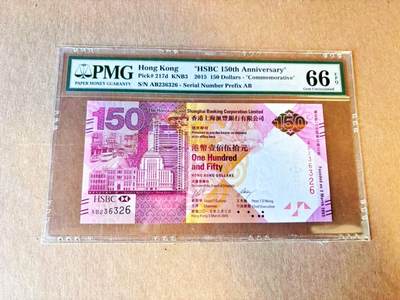 PMG
PAPER MONEY GUARANTY
Hong Kong "HSBC 150th Anniversary"
Pick# 217d KNB3 2015 150 Dollars - "Commemorative"
S/N AB236326 - Serial Number Prefix AB
66 EPQ
Gem Uncirculated
150
Shanghai Banking Corporation Limited
香港上海滙豐銀行有限公司
港幣壹佰伍拾元
One Hundred
and Fifty
HONG KONG DOLLARS
150
HSBC
AB236326